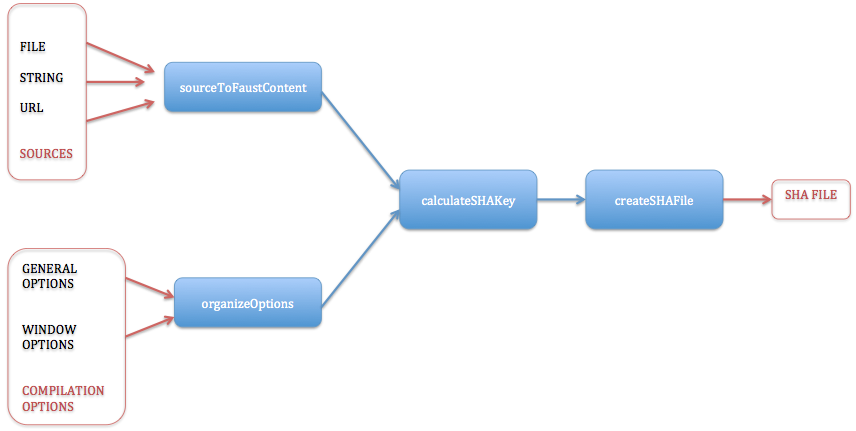 FILE
STRING
URL
SOURCES
sourceToFaustContent
calculateSHAKey
createSHAFile
SHA FILE
GENERAL
OPTIONS
WINDOW
OPTIONS
COMPILATION
OPTIONS
organizeOptions